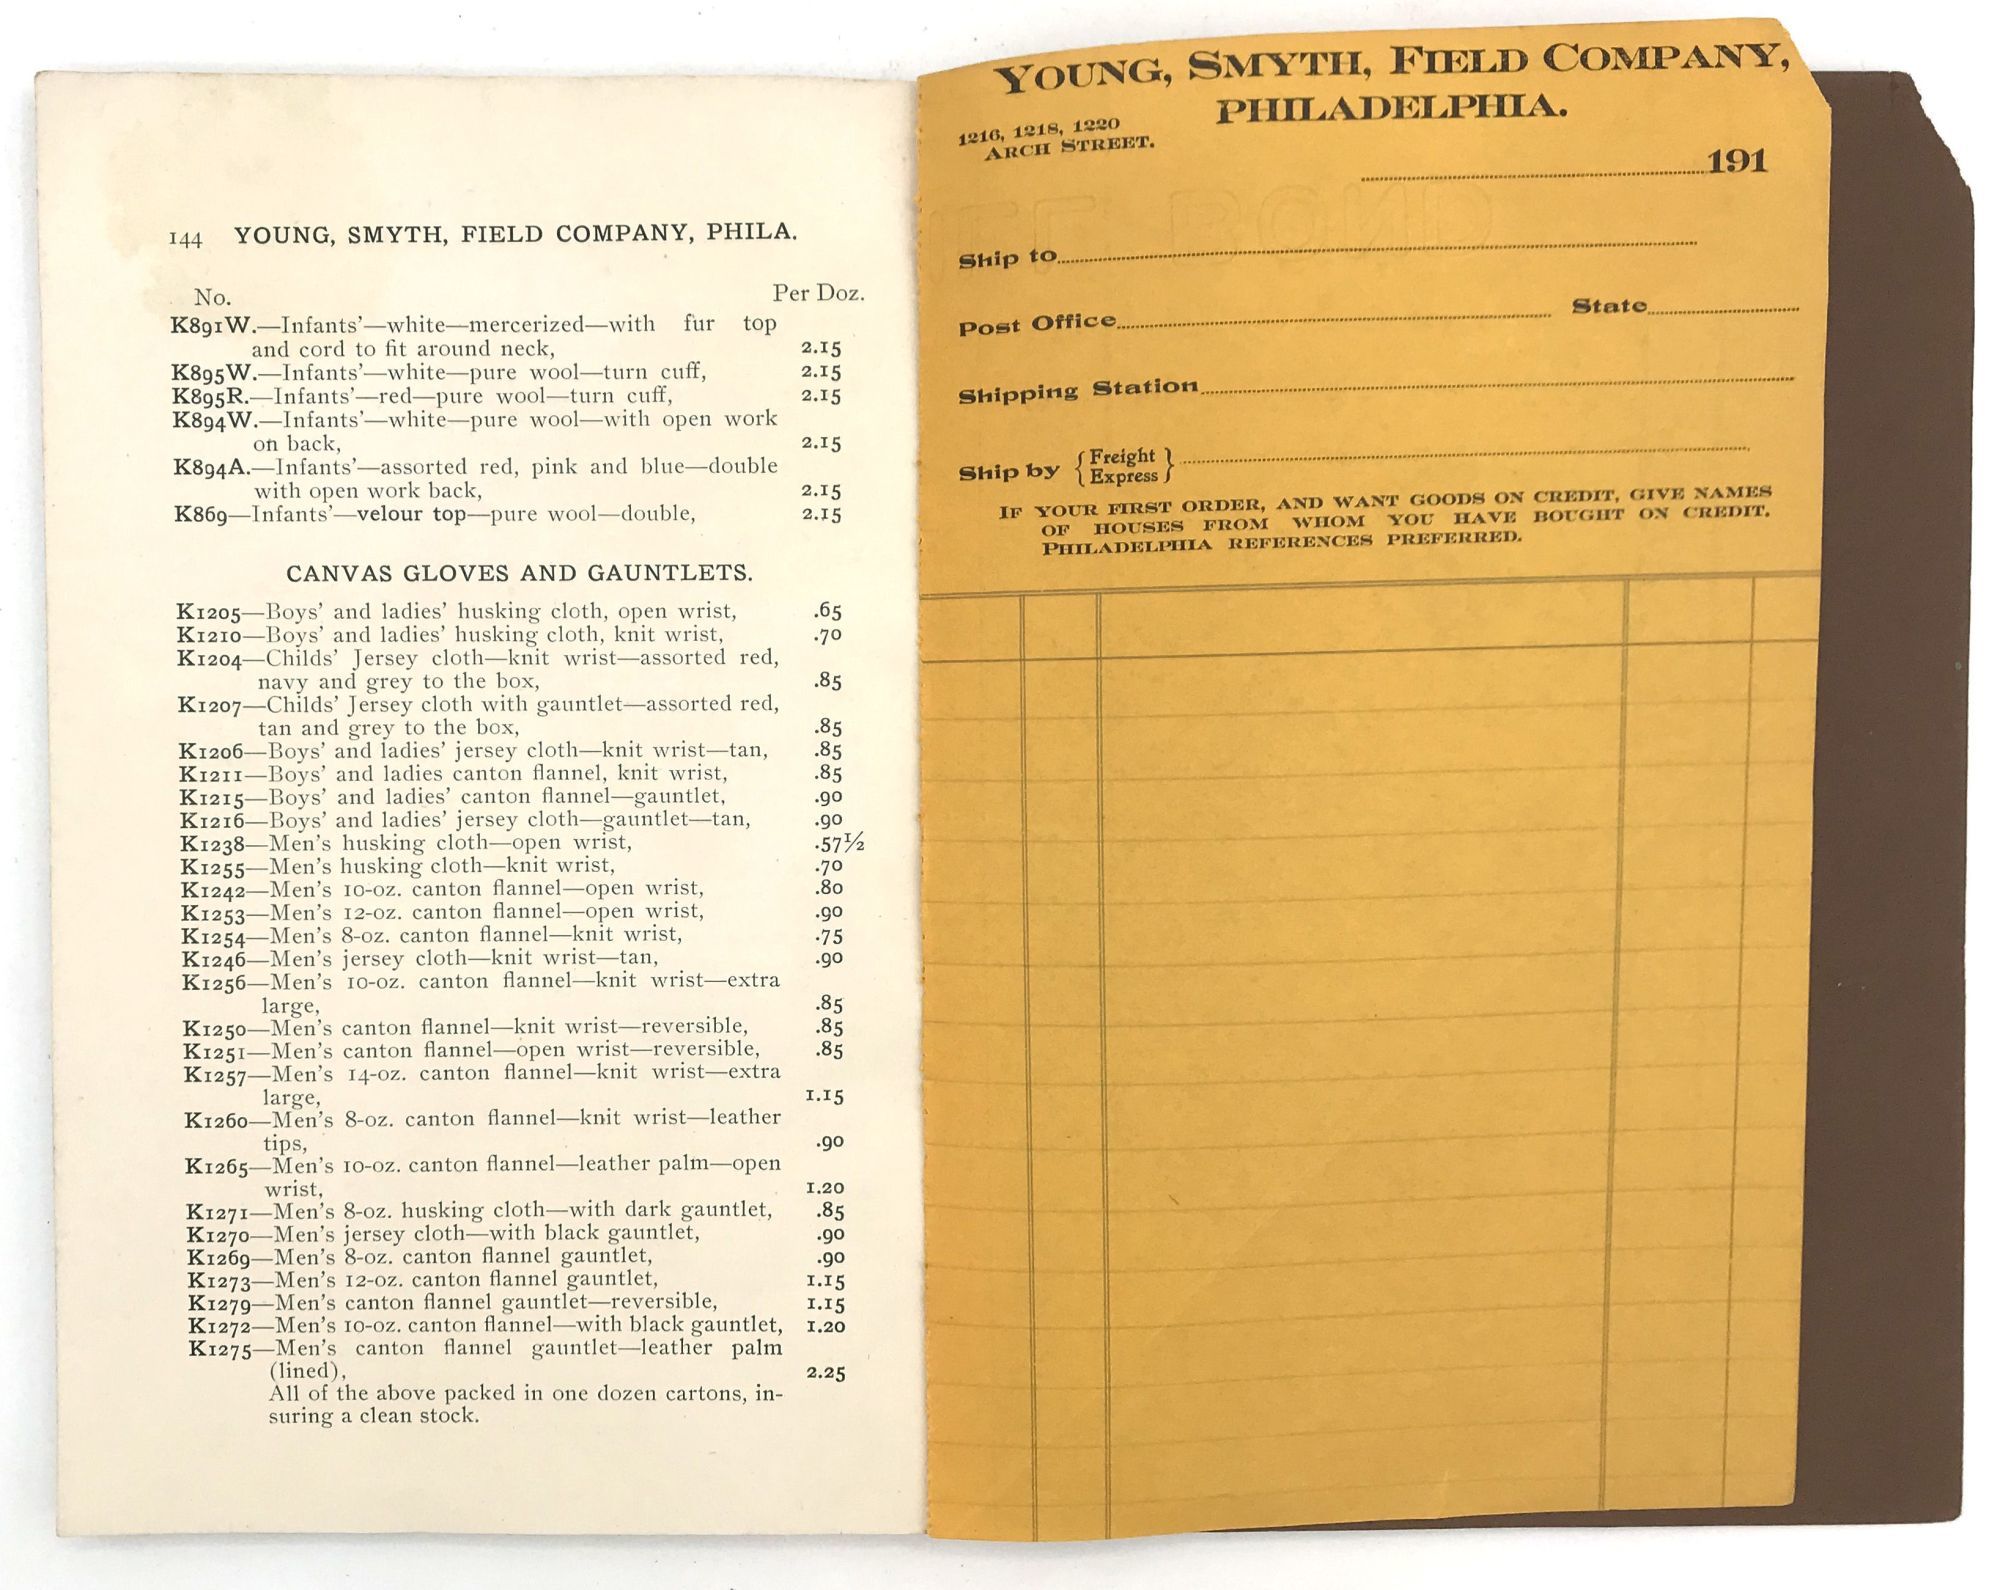 144 YOUNG, SMYTH, FIELD COMPANY, PHILA.
No. Per Doz.
K891W.—Infants’—white—mercerized—with fur top
and cord to fit around neck, 2.15
K895W.—Infants’—white—pure wool—turn cuff, 2.15
K895R.—Infants’—red—pure wool—turn cuff, 2.15
K894W.—Infants’—white—pure wool—with open work
on back, 2.15
K894A.—Infants’—assorted red, pink and blue—double
with open work back, 2.15
K869—Infants’—velour top—pure wool—double, 2.15
CANVAS GLOVES AND GAUNTLETS.
K1205—Boys’ and ladies’ husking cloth, open wrist, .65
K1210—Boys’ and ladies’ husking cloth, knit wrist, .70
K1204—Childs’ Jersey cloth—knit wrist—assorted red,
navy and grey to the box, .85
K1207—Childs’ Jersey cloth with gauntlet—assorted red,
tan and grey to the box, .85
K1206—Boys’ and ladies’ jersey cloth—knit wrist—tan, .85
K1211—Boys’ and ladies canton flannel, knit wrist, .85
K1215—Boys’ and ladies’ canton flannel—gauntlet, .90
K1216—Boys’ and ladies’ jersey cloth—gauntlet—tan, .90
K1238—Men’s husking cloth—open wrist, .57½
K1255—Men’s husking cloth—knit wrist, .70
K1242—Men’s 10-oz. canton flannel—open wrist, .80
K1253—Men’s 12-oz. canton flannel—open wrist, .90
K1254—Men’s 8-oz. canton flannel—knit wrist, .75
K1246—Men’s jersey cloth—knit wrist—tan, .90
K1256—Men’s 10-oz. canton flannel—knit wrist—extra
large, .85
K1250—Men’s canton flannel—knit wrist—reversible, .85
K1251—Men’s canton flannel—open wrist—reversible, .85
K1257—Men’s 14-oz. canton flannel—knit wrist—extra
large, 1.15
K1260—Men’s 8-oz. canton flannel—knit wrist—leather
tips, .90
K1265—Men’s 10-oz. canton flannel—leather palm—open
wrist, 1.20
K1271—Men’s 8-oz. husking cloth—with dark gauntlet, .85
K1270—Men’s jersey cloth—with black gauntlet, .90
K1269—Men’s 8-oz. canton flannel gauntlet, .90
K1273—Men’s 12-oz. canton flannel gauntlet, 1.15
K1279—Men’s canton flannel gauntlet—reversible, 1.15
K1272—Men’s 10-oz. canton flannel—with black gauntlet, 1.20
K1275—Men’s canton flannel gauntlet—leather palm
(lined), 2.25
All of the above packed in one dozen cartons, in-
suring a clean stock.
YOUNG, SMYTH, FIELD COMPANY,
PHILADELPHIA.
1216, 1218, 1220
ARCH STREET.
191
Ship to
Post Office State
Shipping Station
Ship by { Freight
Express }
IF YOUR FIRST ORDER, AND WANT GOODS ON CREDIT, GIVE NAMES
OF HOUSES FROM WHOM YOU HAVE BOUGHT ON CREDIT.
PHILADELPHIA REFERENCES PREFERRED.